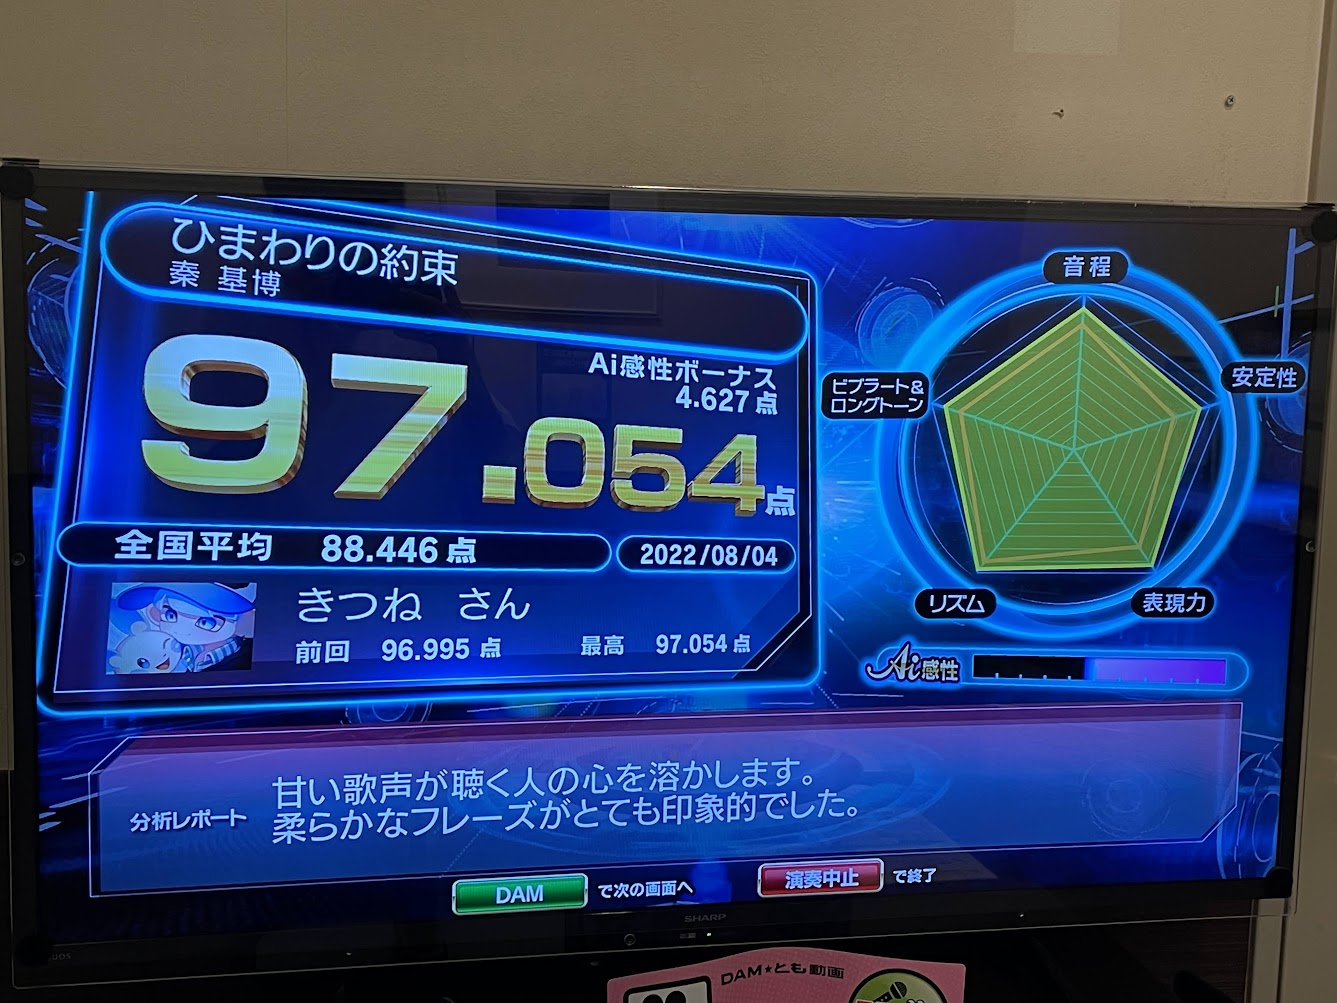 ひまわりの約束
秦 基博
97.054点
Ai感性ボーナス
4.627点
全国平均 88.446点
2022/08/04
きつね さん
前回 96.995点 最高 97.054点
音程
安定性
表現力
リズム
ビブラート&
ロングトーン
Ai感性
分析レポート
甘い歌声が聴く人の心を溶かします。
柔らかなフレーズがとても印象的でした。
DAM で次の画面へ 演奏中止 で終了
SHARP
DAM★とも動画